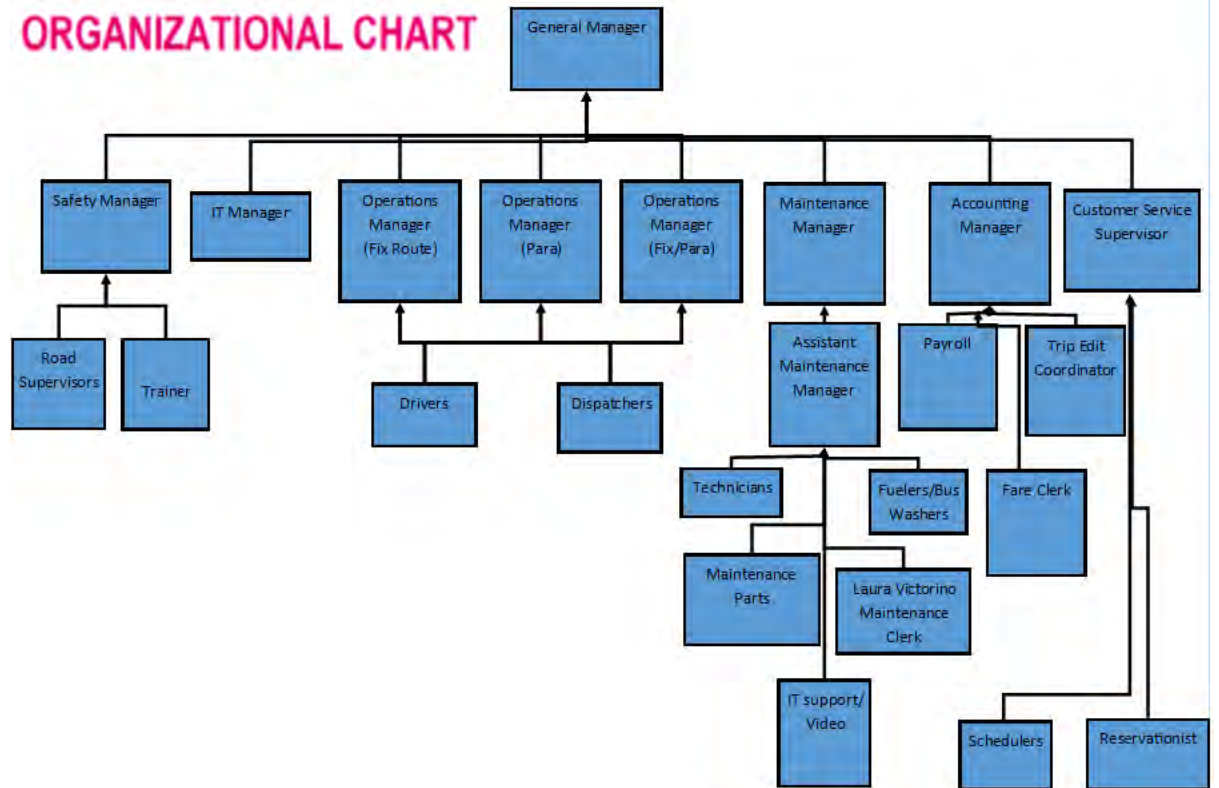 ORGANIZATIONAL CHART
General Manager
Safety Manager
IT Manager
Operations
Manager
(Fix Route)
Operations
Manager
(Para)
Operations
Manager
(Fix/Para)
Maintenance
Manager
Accounting
Manager
Customer Service
Supervisor
Road
Supervisors
Trainer
Drivers
Dispatchers
Assistant
Maintenance
Manager
Payroll
Trip Edit
Coordinator
Technicians
Fuelers/Bus
Washers
Fare Clerk
Maintenance
Parts
Laura Victorino
Maintenance
Clerk
IT support/
Video
Schedulers
Reservationist